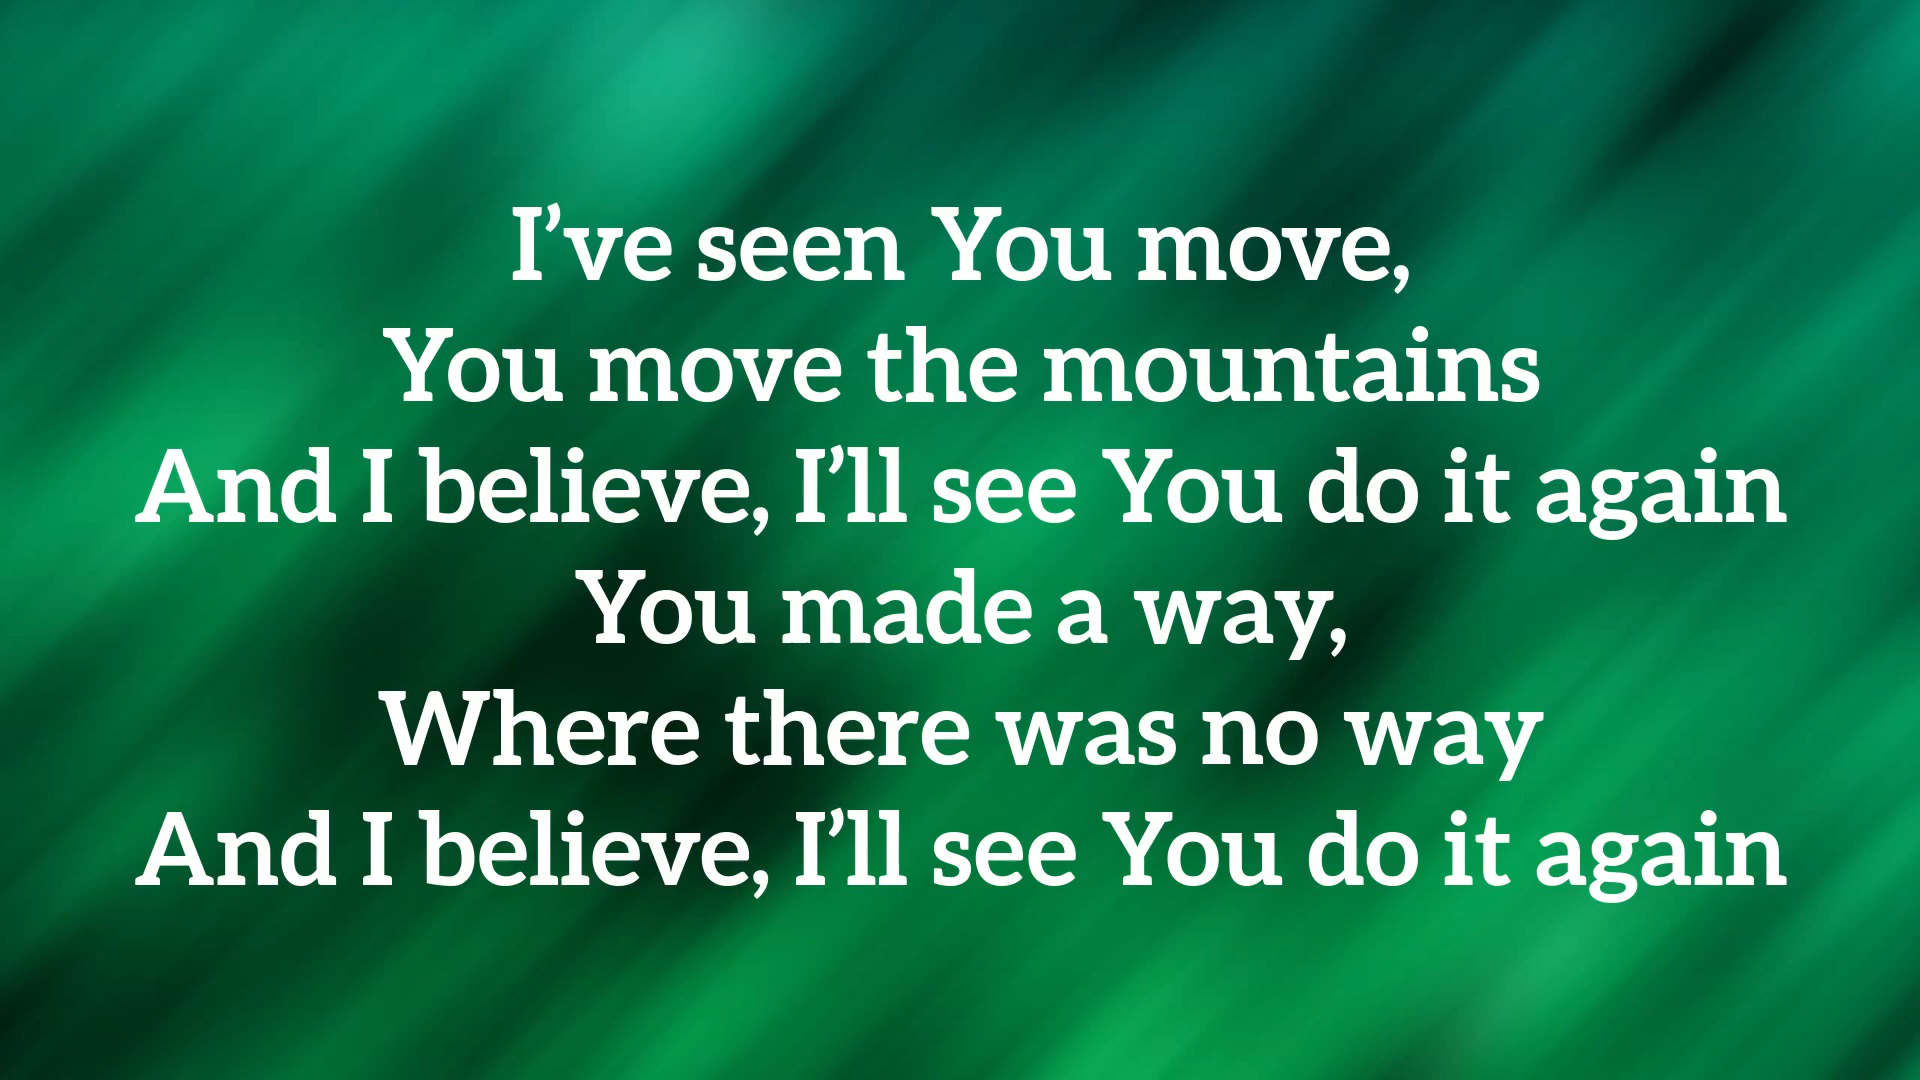 I’ve seen You move,
You move the mountains
And I believe, I’ll see You do it again
You made a way,
Where there was no way
And I believe, I’ll see You do it again